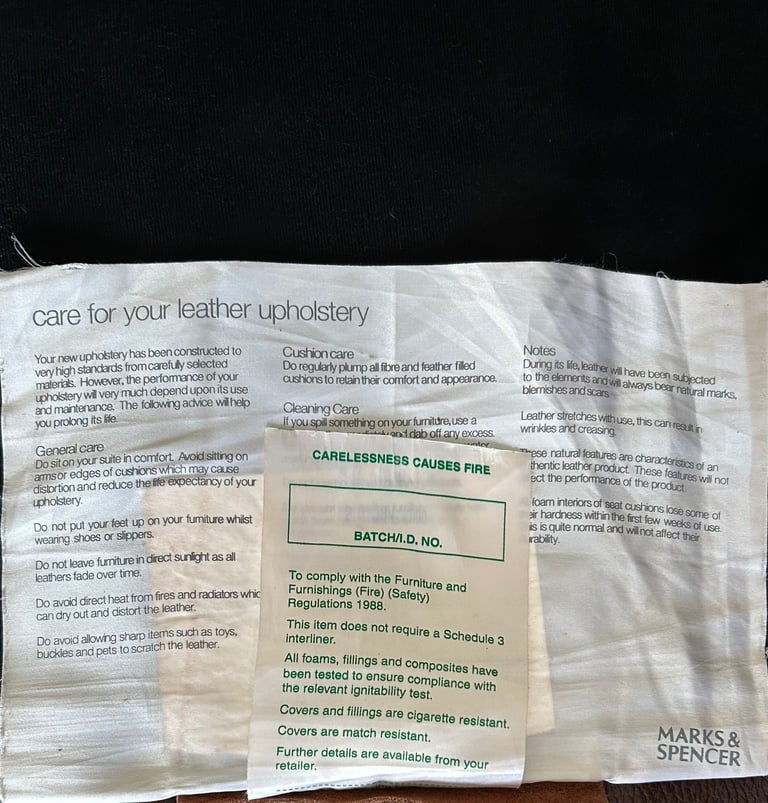 care for your leather upholstery
Your new upholstery has been constructed to
very high standards from carefully selected
materials. However, the performance of your
upholstery will very much depend upon its use
and maintenance. The following advice will help
you prolong its life.
General care
Do sit on your suite in comfort. Avoid sitting on
arms or edges of cushions which may cause
distortion and reduce the life expectancy of your
upholstery.
Do not put your feet up on your furniture whilst
wearing shoes or slippers.
Do not leave furniture in direct sunlight as all
leathers fade over time.
Do avoid direct heat from fires and radiators whic
can dry out and distort the leather.
Do avoid allowing sharp items such as toys,
buckles and pets to scratch the leather.
Cushion care
Do regularly plump all fibre and feather filled
cushions to retain their comfort and appearance.
Cleaning Care
If you spill something on your furniture, use a
and dab off any excess.
Notes
During its life, leather will have been subjected
to the elements and will always bear natural marks,
blemishes and scars.
Leather stretches with use, this can result in
wrinkles and creasing.
These natural features are characteristics of an
thentic leather product. These features will not
ect the performance of the product.
foam interiors of seat cushions lose some of
eir hardness within the first few weeks of use.
is is quite normal and will not affect their
rability.
MARKS &
SPENCER
CARELESSNESS CAUSES FIRE
BATCH/I.D. NO.
To comply with the Furniture and
Furnishings (Fire) (Safety)
Regulations 1988.
This item does not require a Schedule 3
interliner.
All foams, fillings and composites have
been tested to ensure compliance with
the relevant ignitability test.
Covers and fillings are cigarette resistant.
Covers are match resistant.
Further details are available from your
retailer.